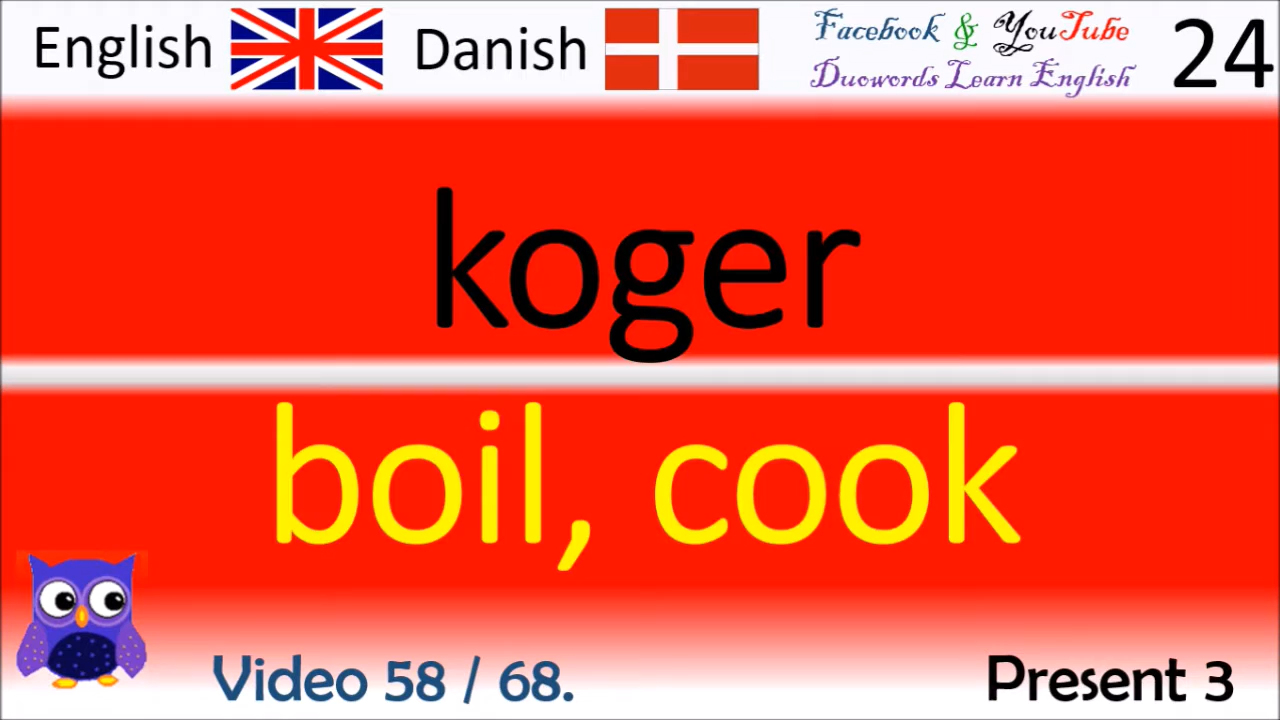 English Danish Facebook & YouTube 24
Duowords Learn English
koger
boil, cook
Video 58 / 68. Present 3